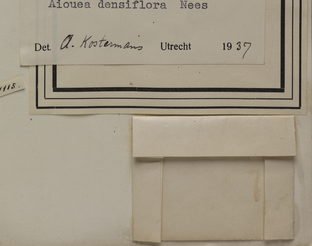 Aiouea densiflora Nees
Det. A. Kostermans Utrecht 1937